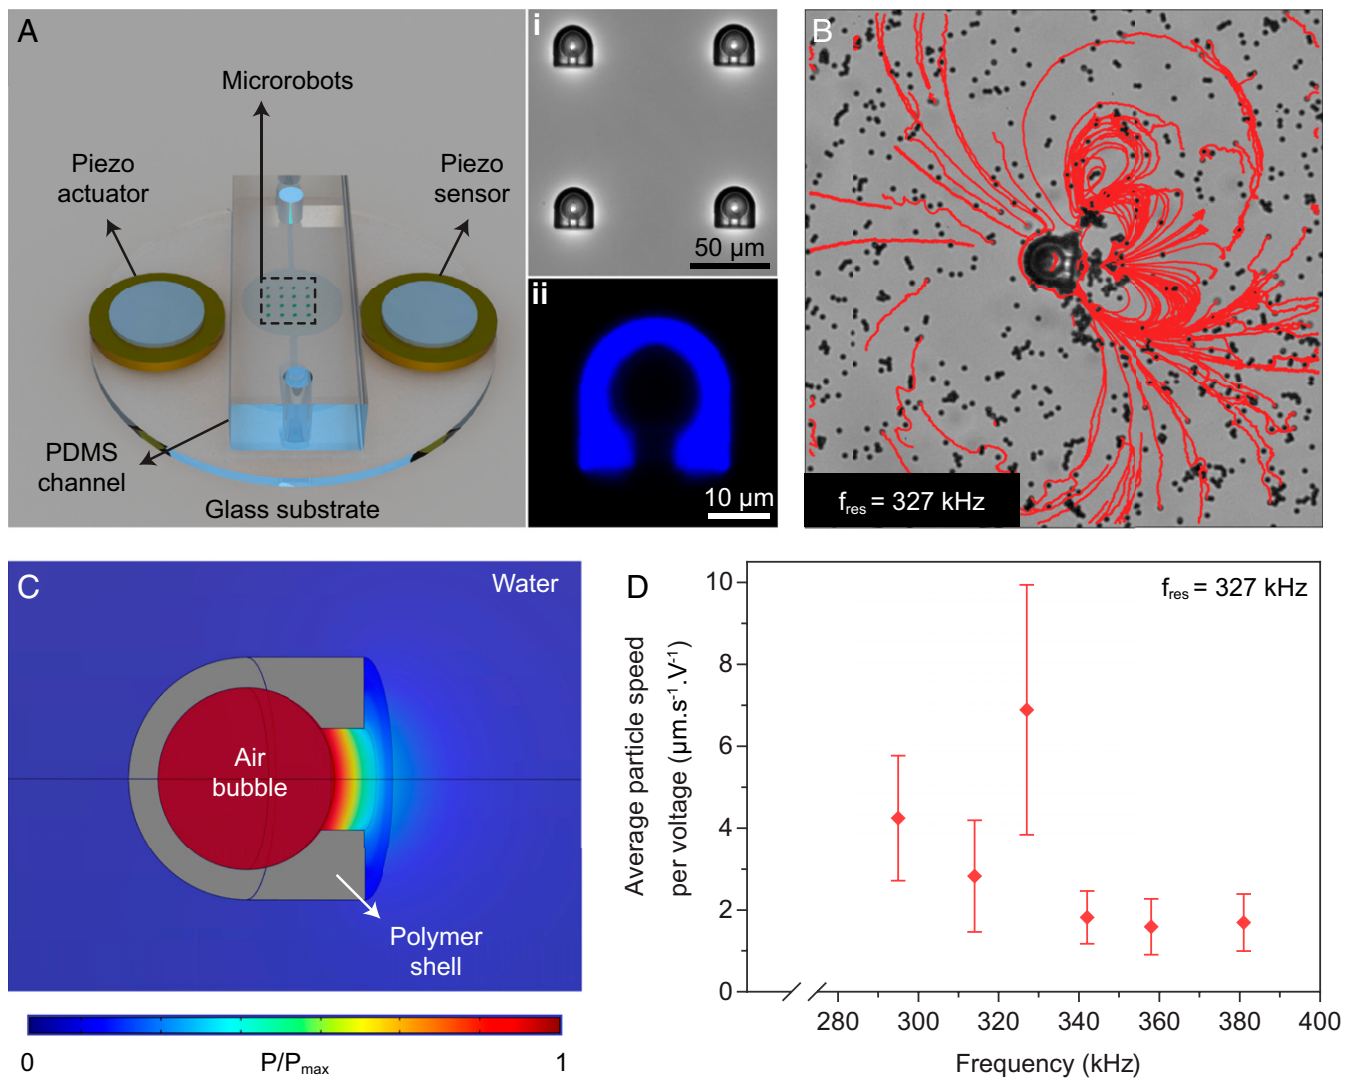 A
Microrobots
Piezo
actuator
Piezo
sensor
PDMS
channel
Glass substrate
i
50 µm
ii
10 µm
B
fres = 327 kHz
C
Water
Air
bubble
Polymer
shell
0
P/Pmax
1
D
fres = 327 kHz
Average particle speed
per voltage (µm.s-1.V-1)
10
8
6
4
2
0
280 300 320 340 360 380 400
Frequency (kHz)